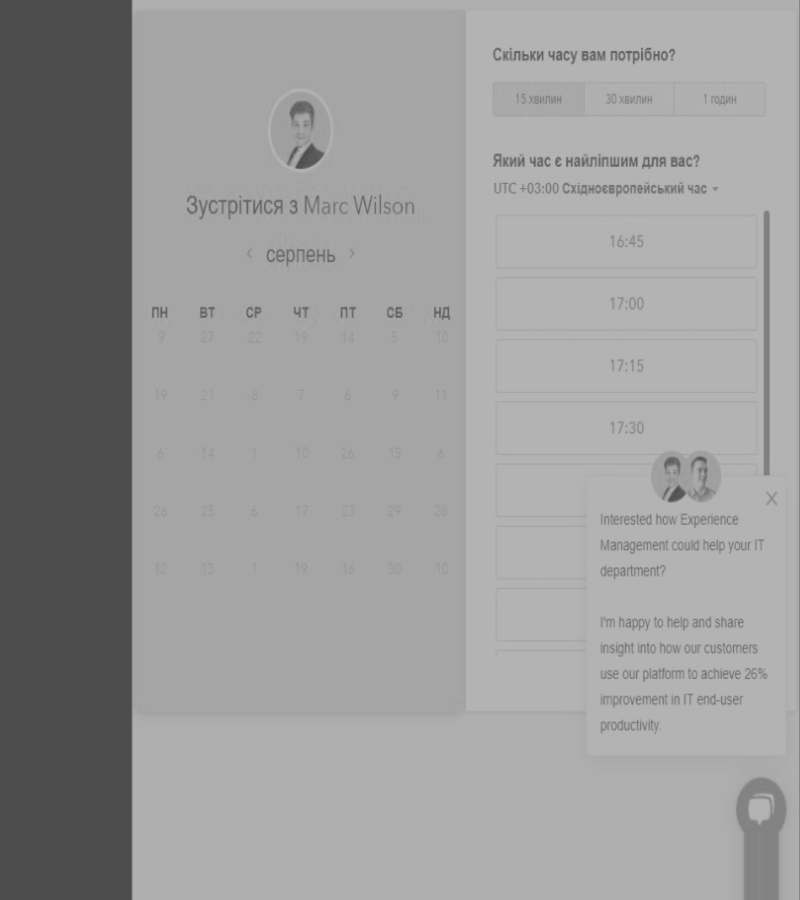 Зустрітися з Marc Wilson
серпень
ПН ВТ СР ЧТ ПТ СБ НД
9 27 22 19 14 5 10
19 21 8 7 6 9 11
6 14 1 10 26 15 6
26 25 6 17 23 29 28
12 13 1 19 16 30 10
Скільки часу вам потрібно?
15 хвилин 30 хвилин 1 годин
Який час є найліпшим для вас?
UTC +03:00 Східноєвропейський час
16:45
17:00
17:15
17:30
Interested how Experience
Management could help your IT
department?
I'm happy to help and share
insight into how our customers
use our platform to achieve 26%
improvement in IT end-user
productivity.